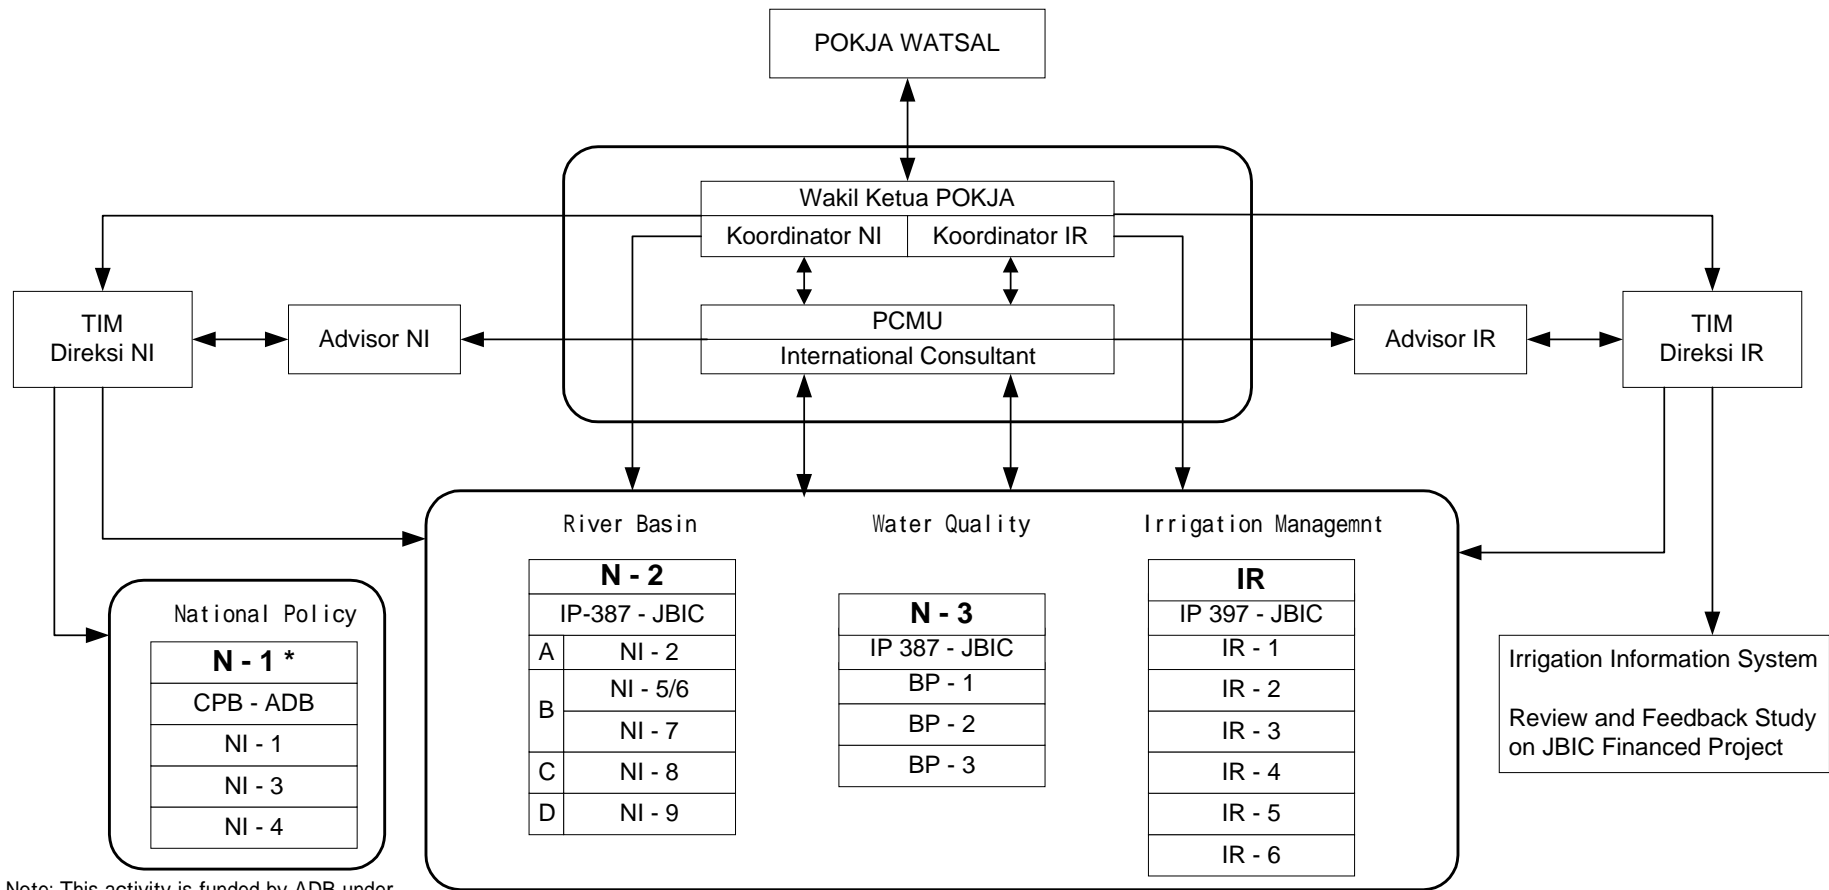 POKJA WATSAL
Wakil Ketua POKJA
Koordinator NI
Koordinator IR
TIM
Direksi NI
Advisor NI
PCMU
International Consultant
Advisor IR
TIM
Direksi IR
National Policy
N - 1 *
CPB - ADB
NI - 1
NI - 3
NI - 4
River Basin
N - 2
IP-387 - JBIC
A
NI - 2
B
NI - 5/6
NI - 7
C
NI - 8
D
NI - 9
Water Quality
N - 3
IP 387 - JBIC
BP - 1
BP - 2
BP - 3
Irrigation Managemnt
IR
IP 397 - JBIC
IR - 1
IR - 2
IR - 3
IR - 4
IR - 5
IR - 6
Irrigation Information System
Review and Feedback Study
on JBIC Financed Project
Note: This activity is funded by ADB under